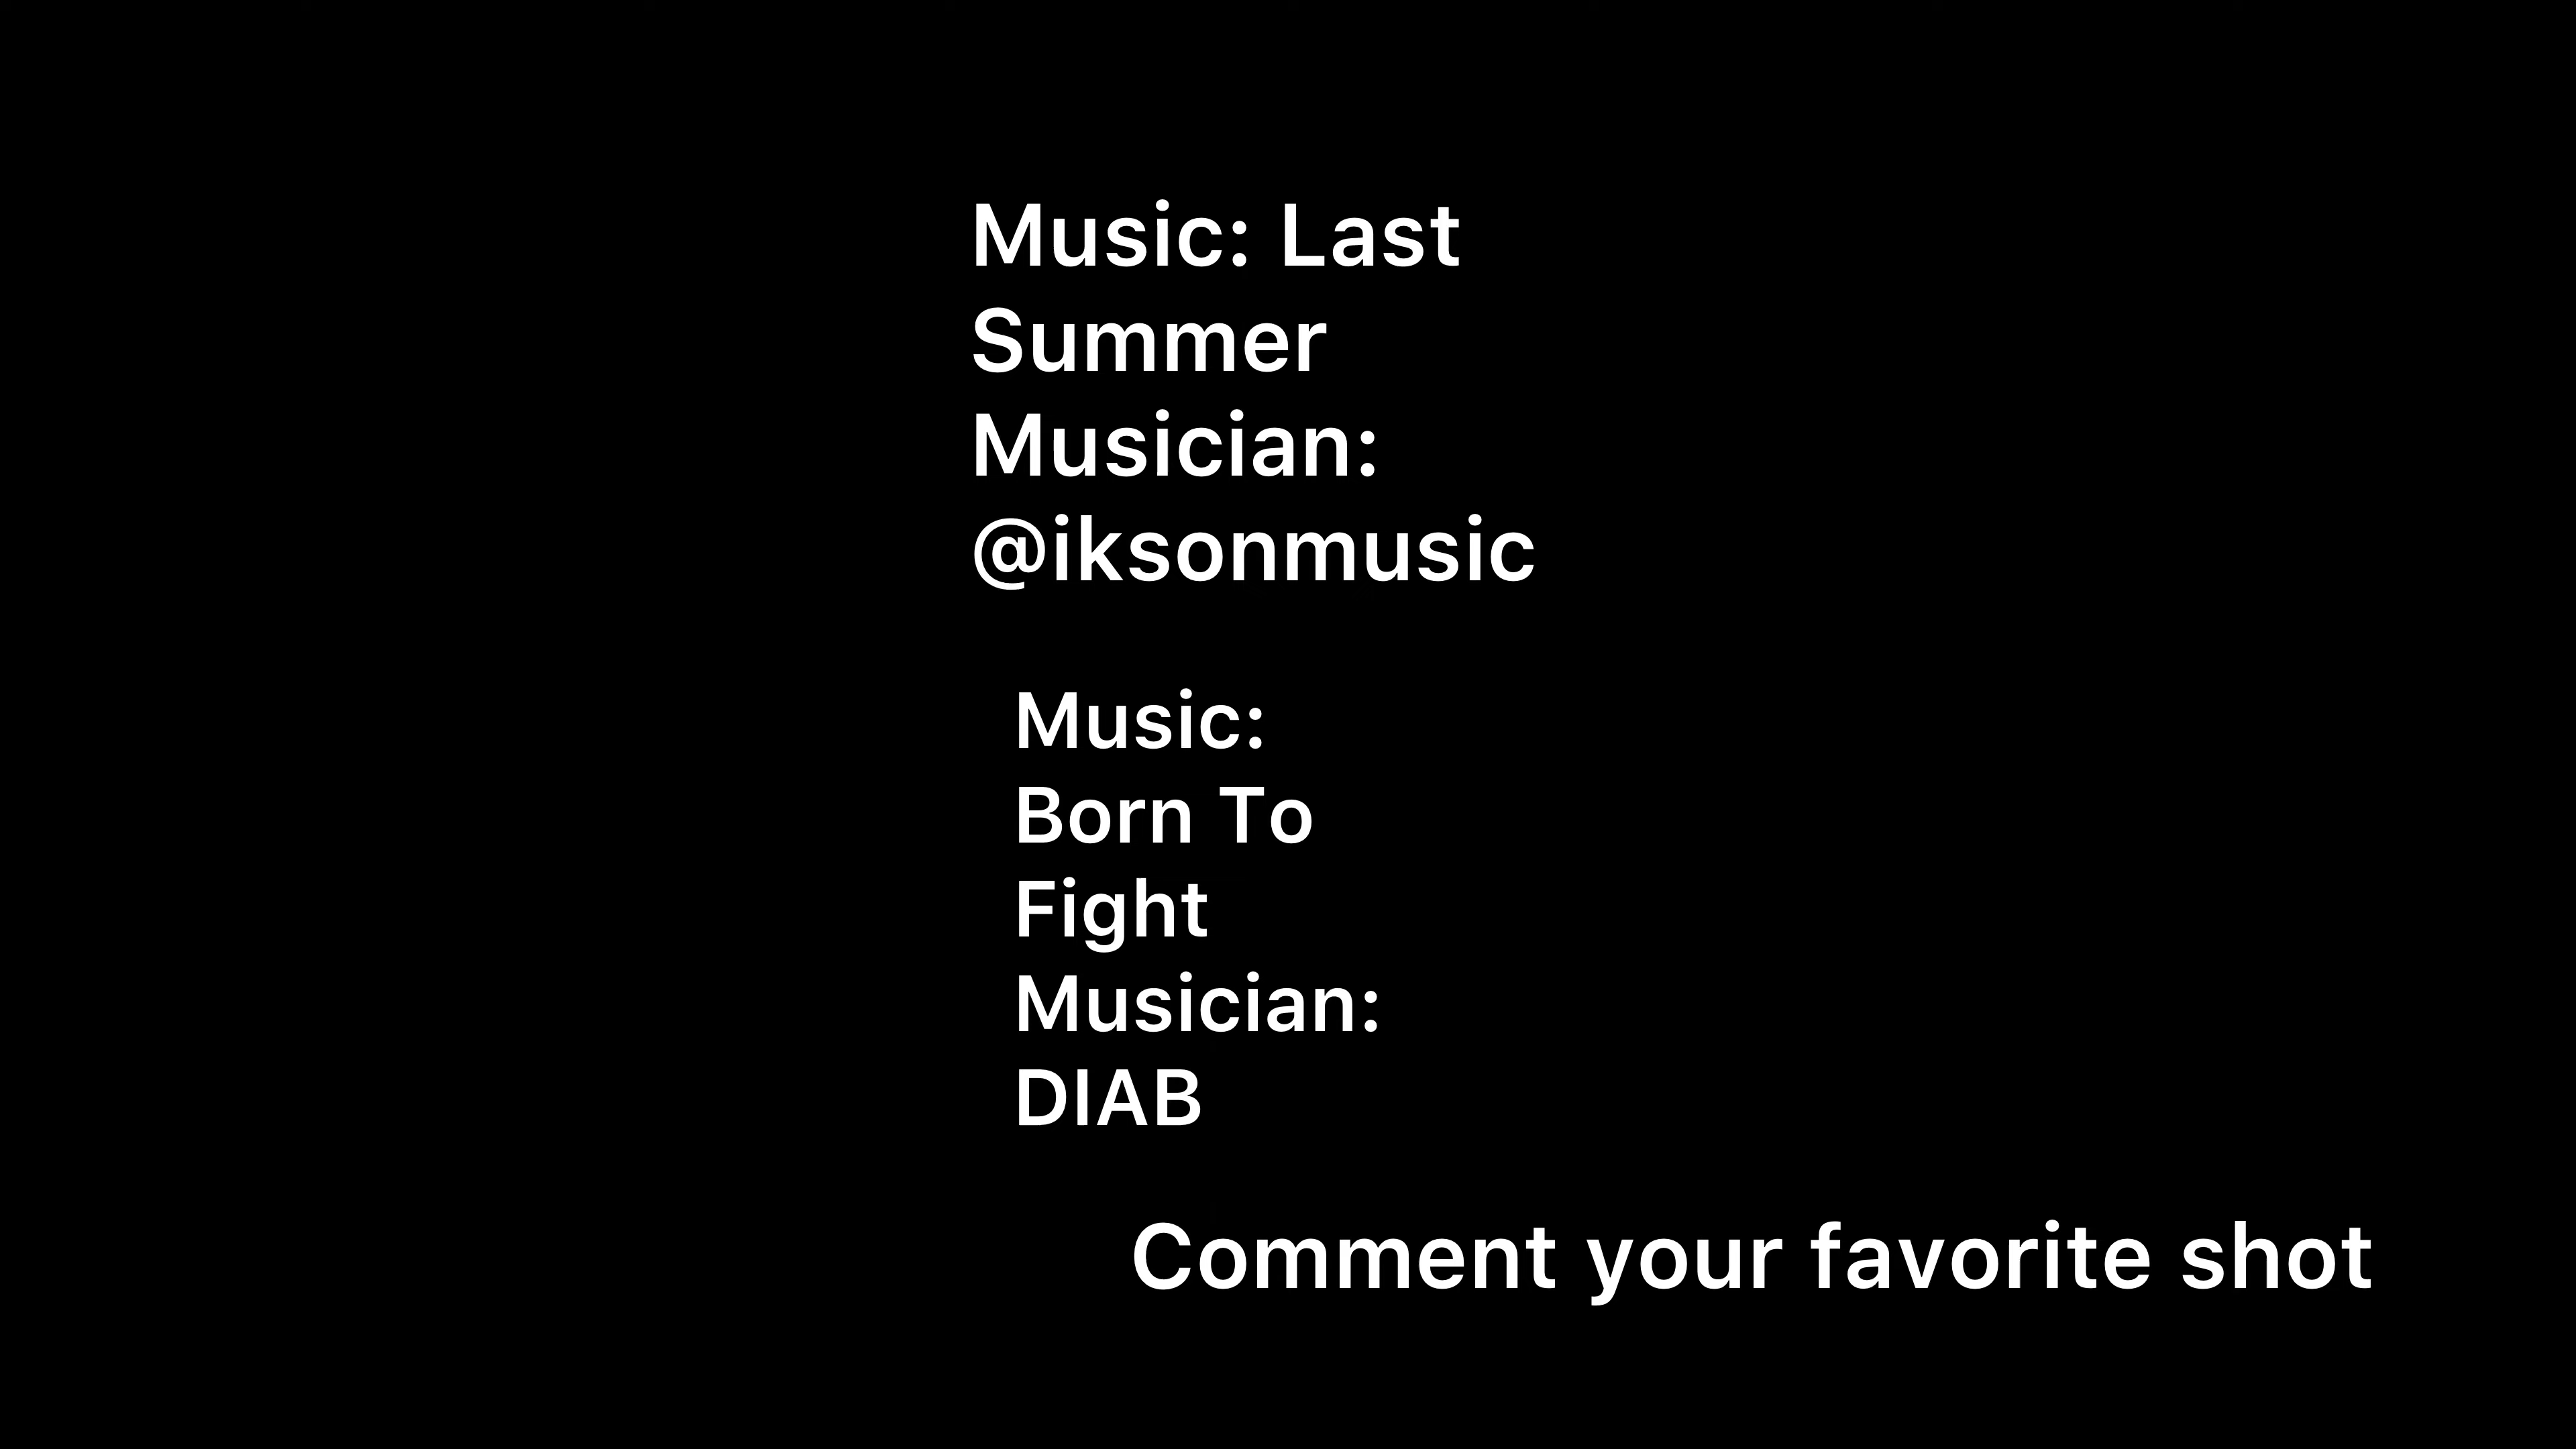 Music: Last
Summer
Musician:
@iksonmusic
Music:
Born To
Fight
Musician:
DIAB
Comment your favorite shot